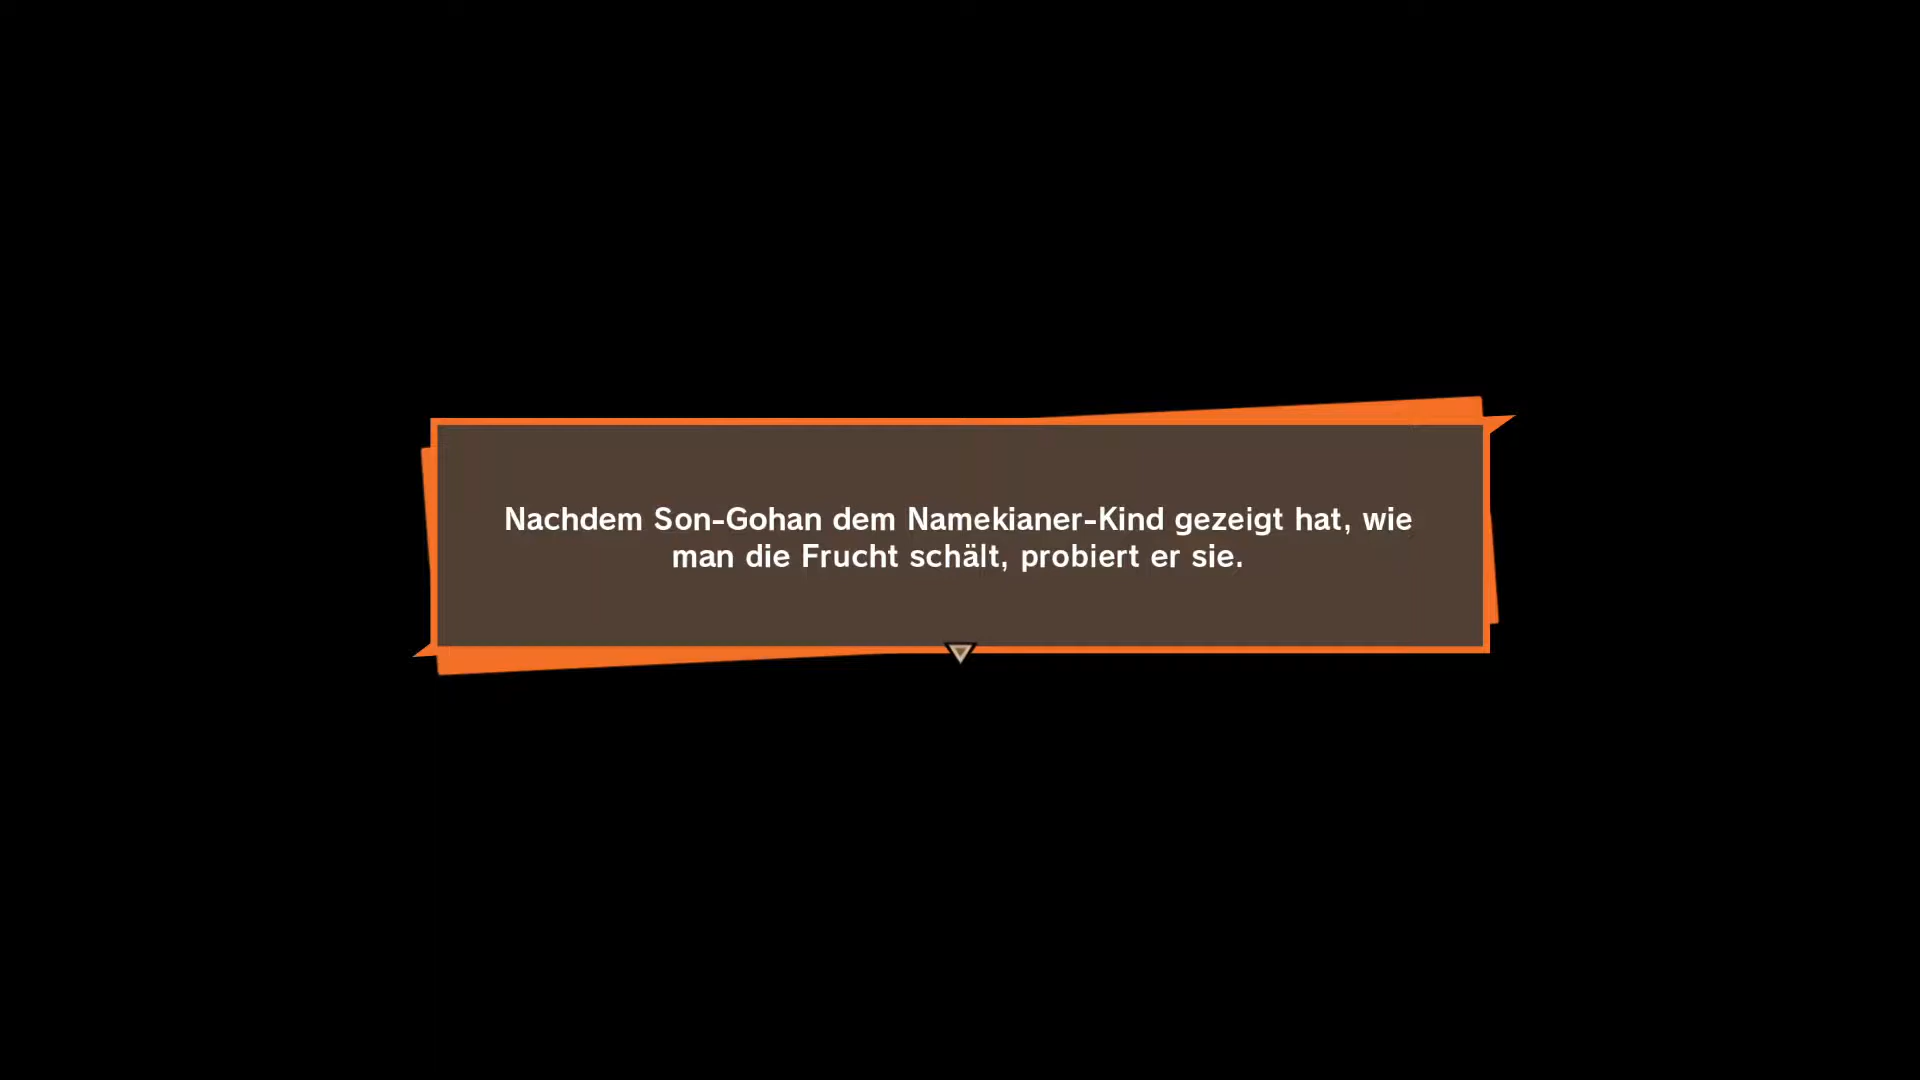 Nachdem Son-Gohan dem Namekianer-Kind gezeigt hat, wie
man die Frucht schält, probiert er sie.